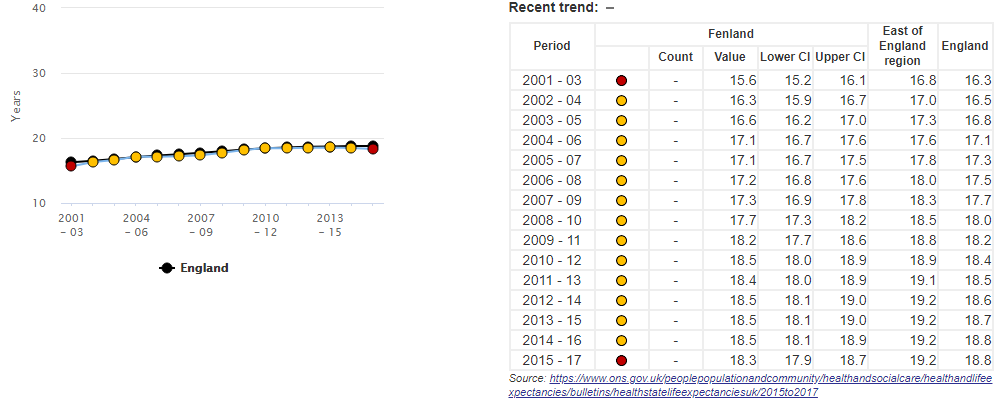 40
30
20
10
Years
2001 – 03
2004 – 06
2007 – 09
2010 – 12
2013 – 15
England
Recent trend: –
Period Fenland East of England region England
Count Value Lower CI Upper CI
2001 - 03 - 15.6 15.2 16.1 16.8 16.3
2002 - 04 - 16.3 15.9 16.7 17.0 16.5
2003 - 05 - 16.6 16.2 17.0 17.3 16.8
2004 - 06 - 17.1 16.7 17.6 17.6 17.1
2005 - 07 - 17.1 16.7 17.5 17.8 17.3
2006 - 08 - 17.2 16.8 17.6 18.0 17.5
2007 - 09 - 17.3 16.9 17.8 18.3 17.7
2008 - 10 - 17.7 17.3 18.2 18.5 18.0
2009 - 11 - 18.2 17.7 18.6 18.8 18.2
2010 - 12 - 18.5 18.0 18.9 18.9 18.4
2011 - 13 - 18.4 18.0 18.9 19.1 18.5
2012 - 14 - 18.5 18.1 19.0 19.2 18.6
2013 - 15 - 18.5 18.1 19.0 19.2 18.7
2014 - 16 - 18.5 18.1 18.9 19.2 18.8
2015 - 17 - 18.3 17.9 18.7 19.2 18.8
Source: https://www.ons.gov.uk/peoplepopulationandcommunity/healthandsocialcare/healthandlifee
xpectancies/bulletins/healthstatelifeexpectanciesuk/2015to2017